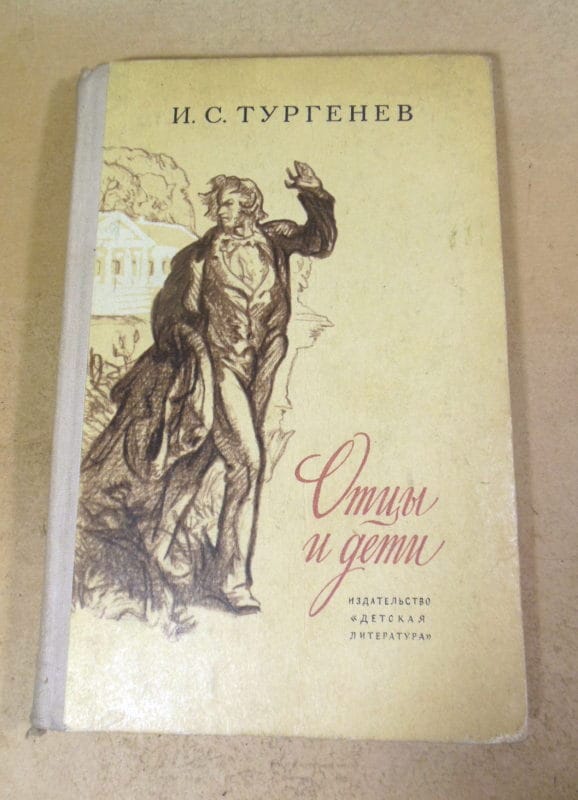 И. С. ТУРГЕНЕВ
Отцы
и дети
ИЗДАТЕЛЬСТВО
«ДЕТСКАЯ
ЛИТЕРАТУРА»